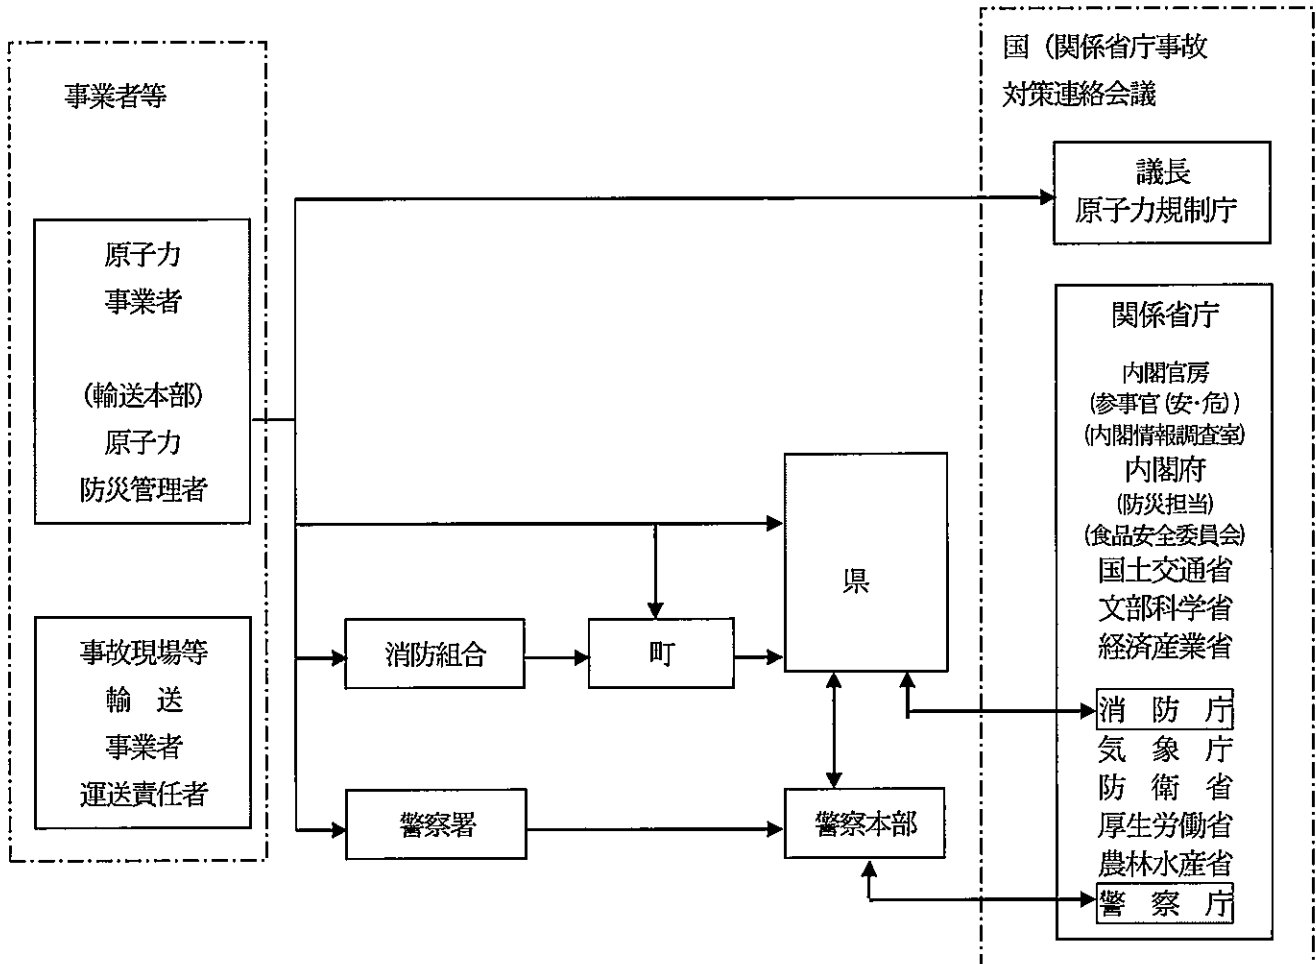 事業者等
原子力
事業者
(輸送本部)
原子力
防災管理者
事故現場等
輸　送
事業者
運送責任者
消防組合
町
県
警察署
警察本部
国（関係省庁事故
対策連絡会議
議長
原子力規制庁
関係省庁
内閣官房
(参事官(安･危))
(内閣情報調査室)
内閣府
(防災担当)
(食品安全委員会)
国土交通省
文部科学省
経済産業省
消　防　庁
気　象　庁
防　衛　省
厚生労働省
農林水産省
警　察　庁